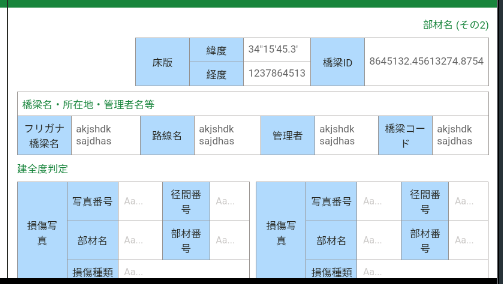 部材名 (その2)
床版 緯度 34°15'45.3' 橋梁ID 8645132.45613274.8754
経度 1237864513
橋梁名・所在地・管理者名等
フリガナ 橋梁名 akjshdk sajdhas 路線名 akjshdk sajdhas 管理者 akjshdk sajdhas 橋梁コード akjshdk sajdhas
建全度判定
損傷写真 写真番号 Aa... 径間番号 Aa... 損傷写真 写真番号 Aa... 径間番号 Aa...
部材名 Aa... 部材番号 Aa... 部材名 Aa... 部材番号 Aa...
損傷種類 Aa... 損傷種類 Aa...